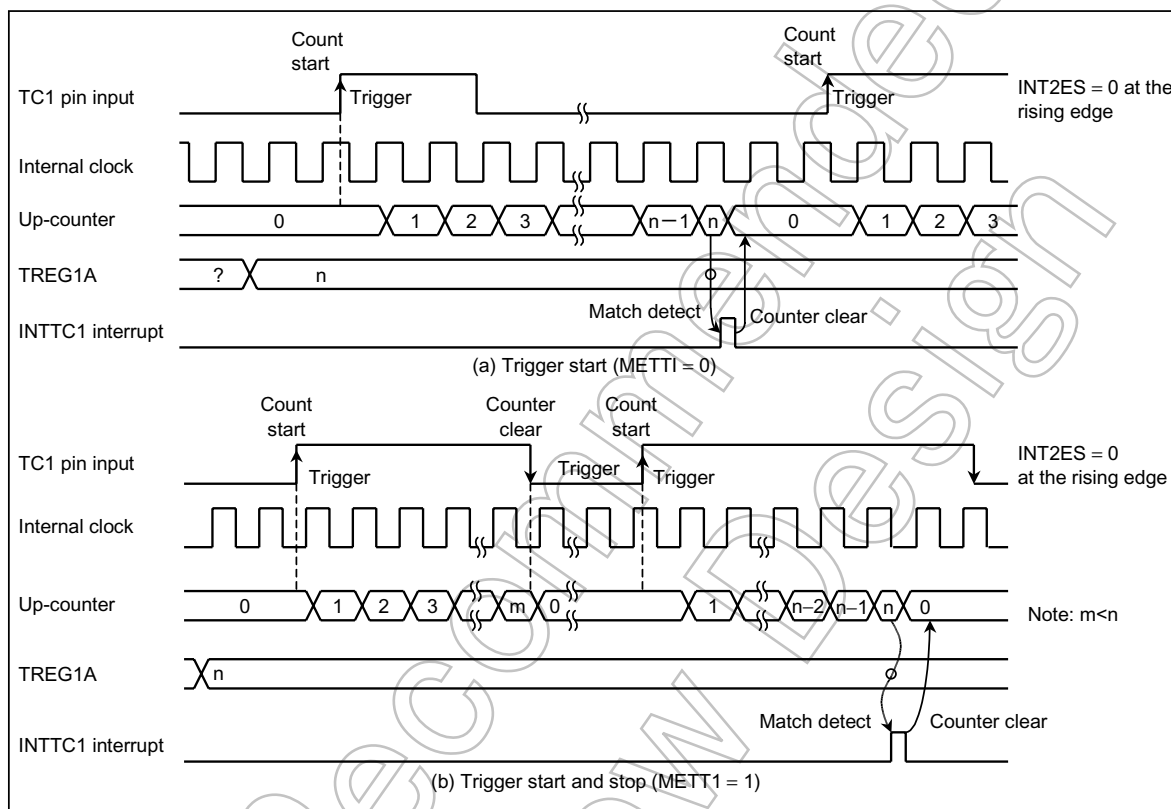 Count start
Count start
TC1 pin input
Trigger
Trigger
INT2ES = 0 at the rising edge
Internal clock
Up-counter
0 1 2 3 n−1 n 0 1 2 3
TREG1A
? n
Match detect
Counter clear
INTTC1 interrupt
(a) Trigger start (METTI = 0)
Count start
Counter clear
Count start
TC1 pin input
Trigger
Trigger
Trigger
INT2ES = 0 at the rising edge
Internal clock
Up-counter
0 1 2 3 m 0 1 n–2 n–1 n 0
Note: m<n
TREG1A
n
Match detect
Counter clear
INTTC1 interrupt
(b) Trigger start and stop (METT1 = 1)
ecommended
w Design